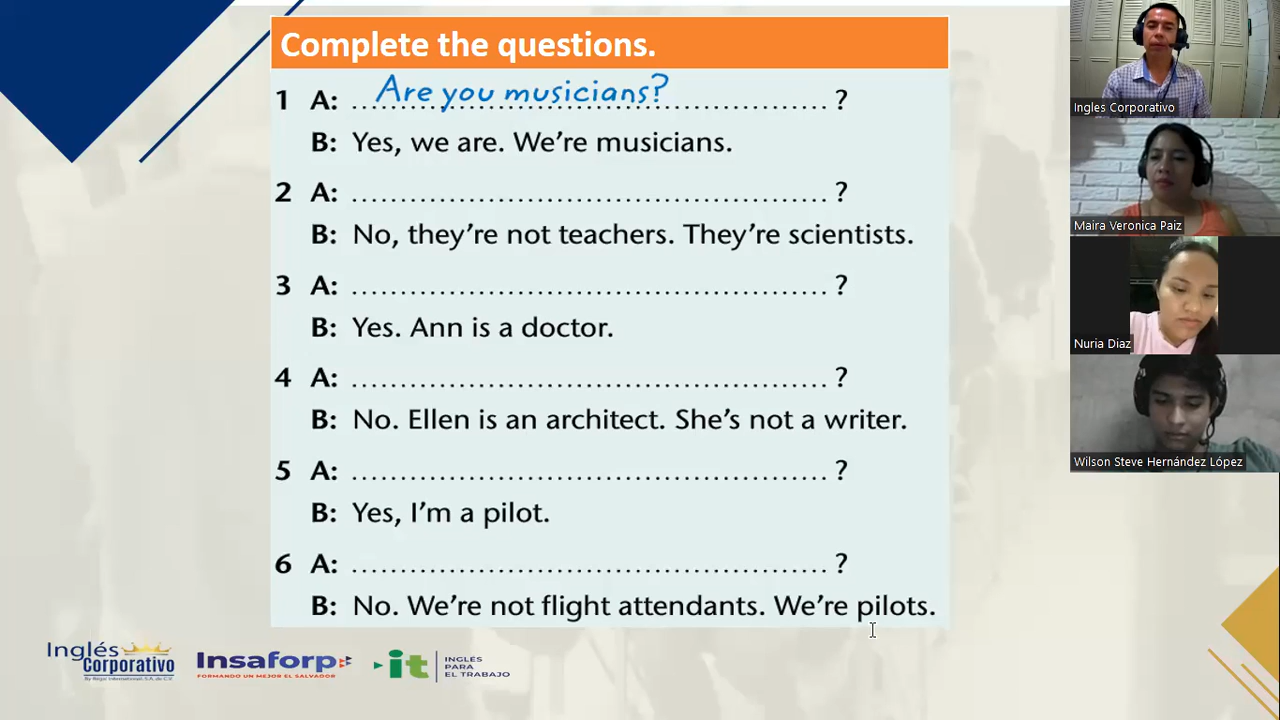 Complete the questions.
1 A: Are you musicians? ?
B: Yes, we are. We're musicians.
2 A: ?
B: No, they're not teachers. They're scientists.
3 A: ?
B: Yes. Ann is a doctor.
4 A: ?
B: No. Ellen is an architect. She's not a writer.
5 A: ?
B: Yes, I'm a pilot.
6 A: ?
B: No. We're not flight attendants. We're pilots.
Inglés
Corporativo
Insaforp
FORMANDO UN MEJOR EL SALVADOR
it
INGLÉS
PARA
EL TRABAJO
Ingles Corporativo
Maira Veronica Paiz
Nuria Diaz
Wilson Steve Hernández López